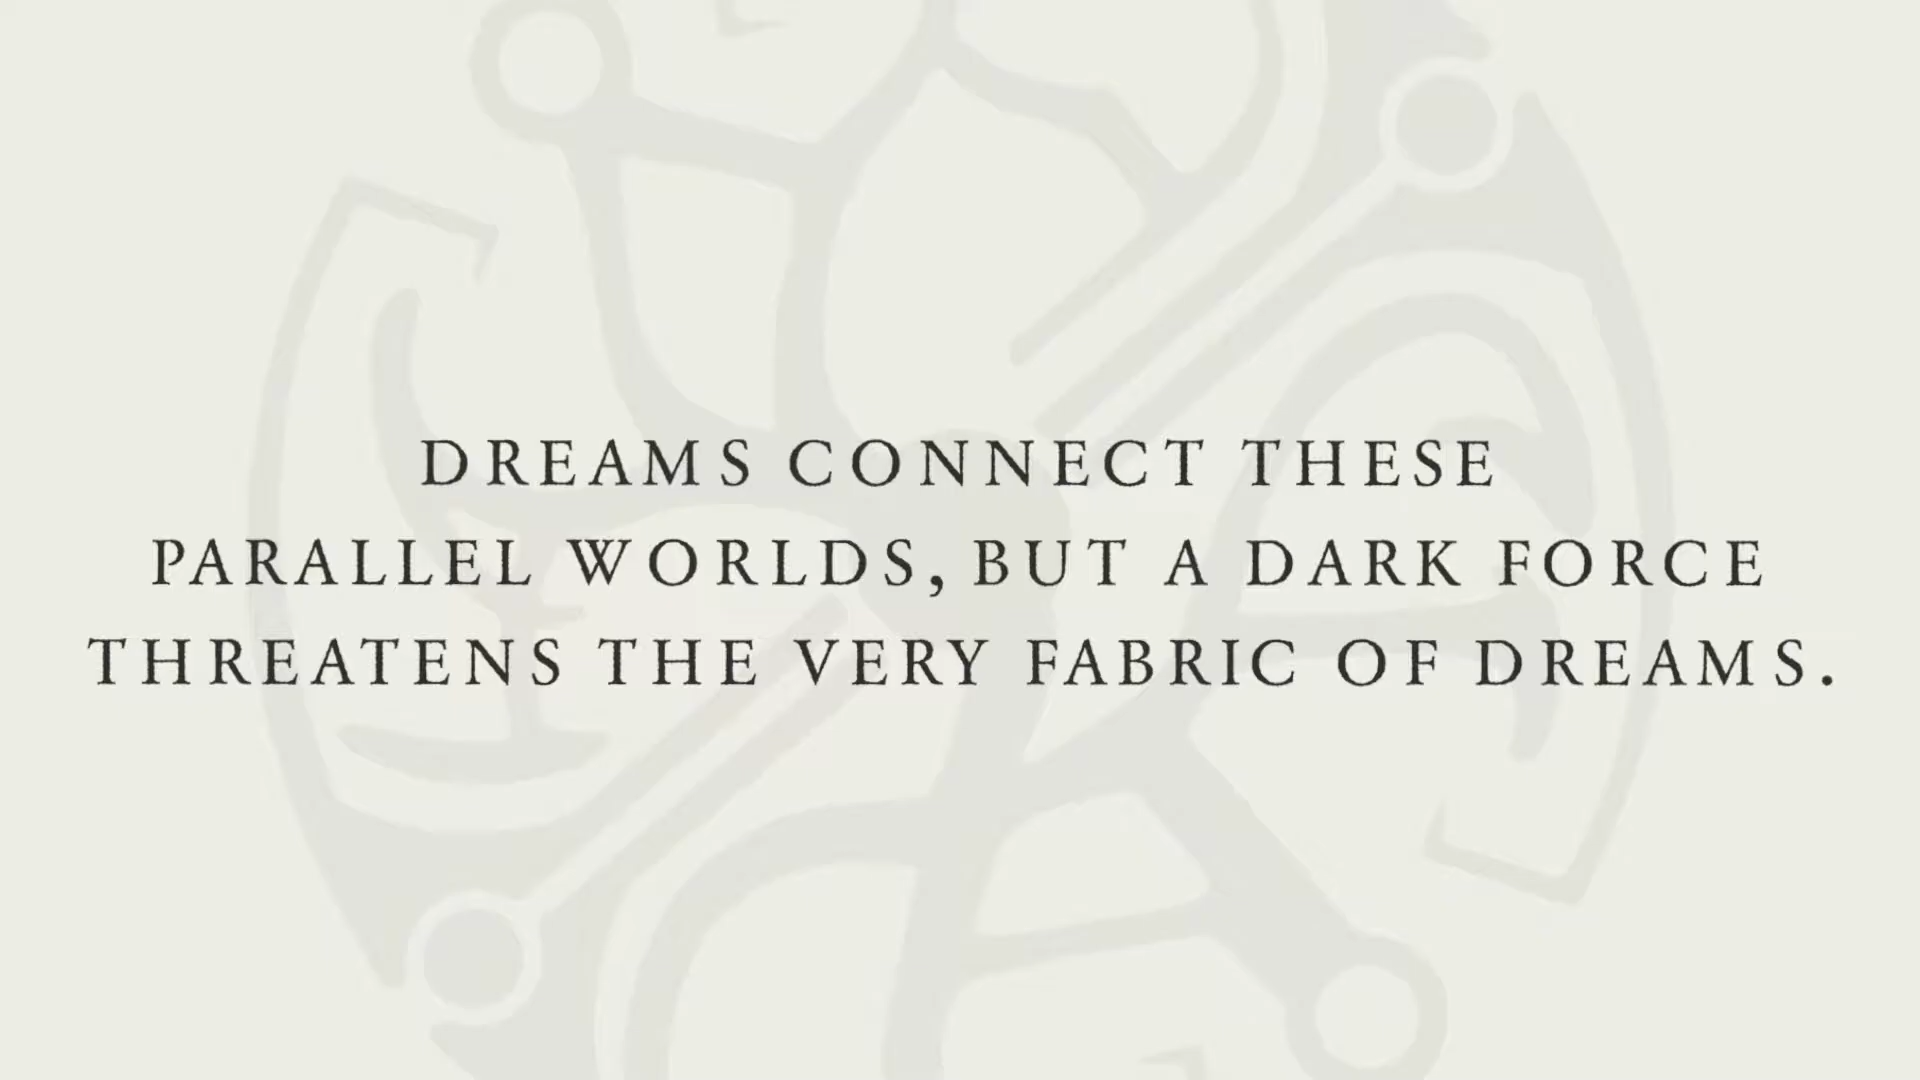 DREAMS CONNECT THESE
PARALLEL WORLDS, BUT A DARK FORCE
THREATENS THE VERY FABRIC OF DREAMS.